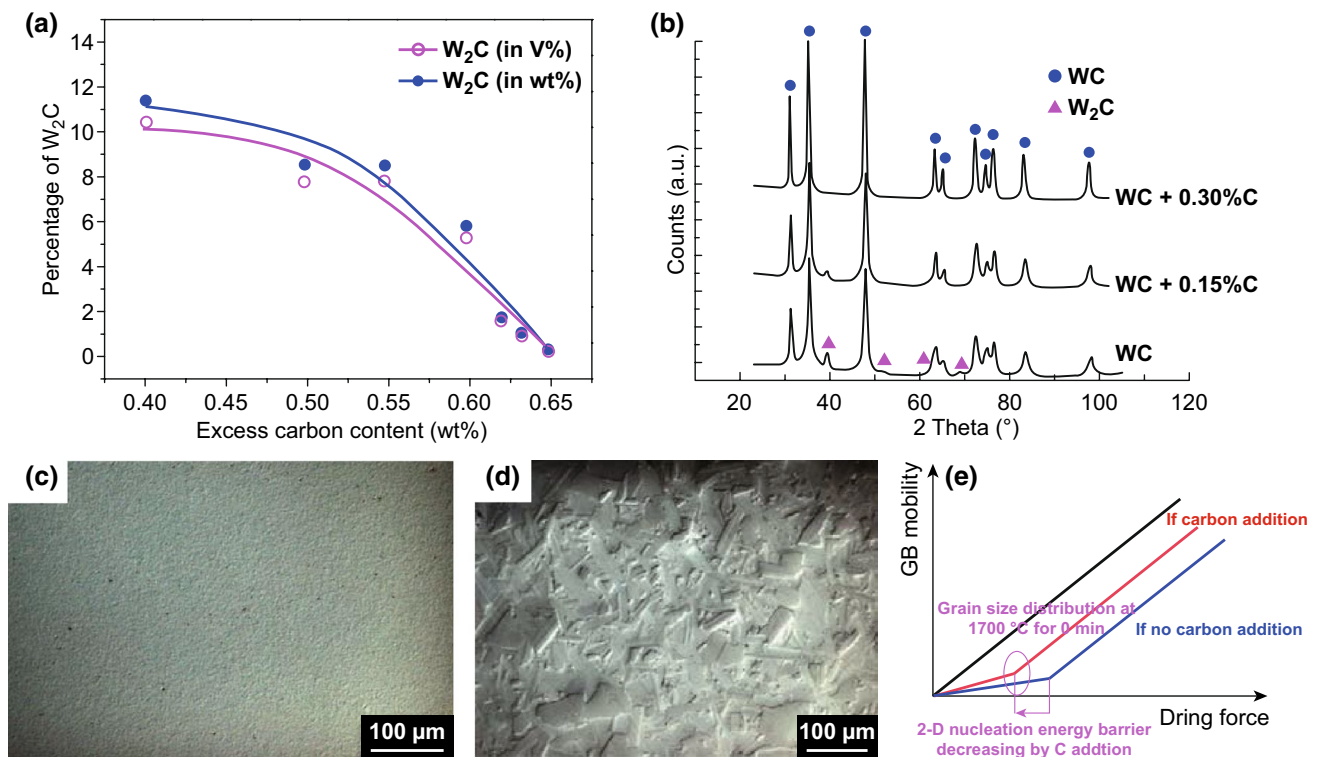 (a)
14
12
10
8
6
4
2
0
Percentage of W₂C
W₂C (in V%)
W₂C (in wt%)
0.40 0.45 0.50 0.55 0.60 0.65
Excess carbon content (wt%)
(b)
Counts (a.u.)
WC
W₂C
WC + 0.30%C
WC + 0.15%C
WC
20 40 60 80 100 120
2 Theta (°)
(c)
100 µm
(d)
100 µm
(e)
GB mobility
If carbon addition
Grain size distribution at
1700 °C for 0 min
If no carbon addition
Dring force
2-D nucleation energy barrier
decreasing by C addtion